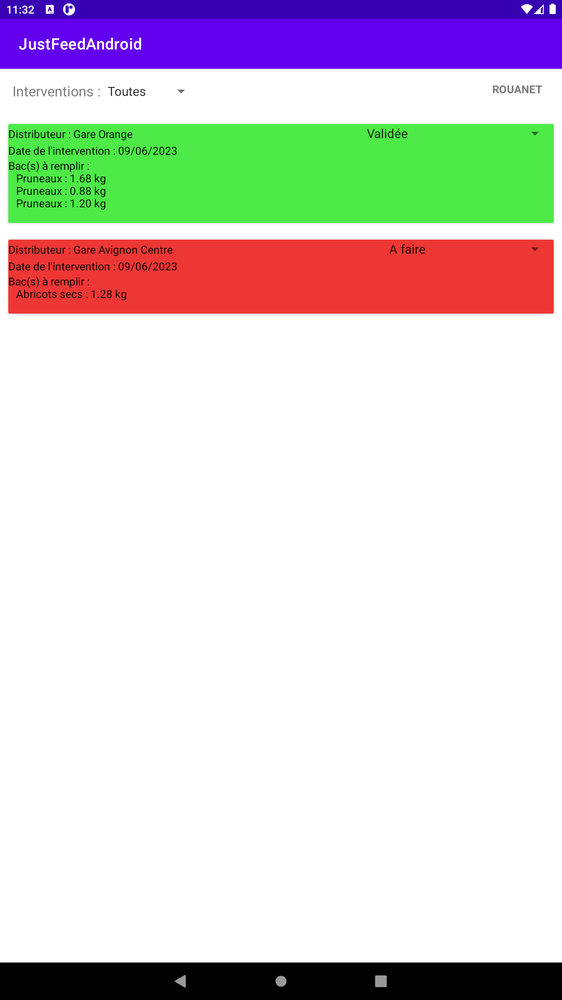 11:32
JustFeedAndroid
Interventions : Toutes
ROUANET
Distributeur : Gare Orange
Validée
Date de l'intervention : 09/06/2023
Bac(s) à remplir :
Pruneaux : 1.68 kg
Pruneaux : 0.88 kg
Pruneaux : 1.20 kg
Distributeur : Gare Avignon Centre
A faire
Date de l'intervention : 09/06/2023
Bac(s) à remplir :
Abricots secs : 1.28 kg